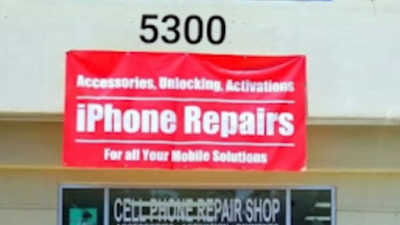 5300
Accessories, Unlocking, Activations
iPhone Repairs
For all Your Mobile Solutions
CELL PHONE REPAIR SHOP